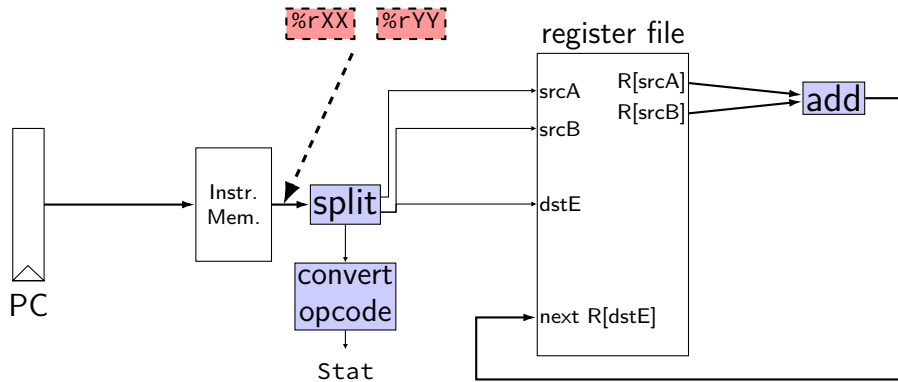 %rXX %rYY
register file
srcA
srcB
dstE
next R[dstE]
R[srcA]
R[srcB]
add
Instr.
Mem.
split
convert
opcode
Stat
PC